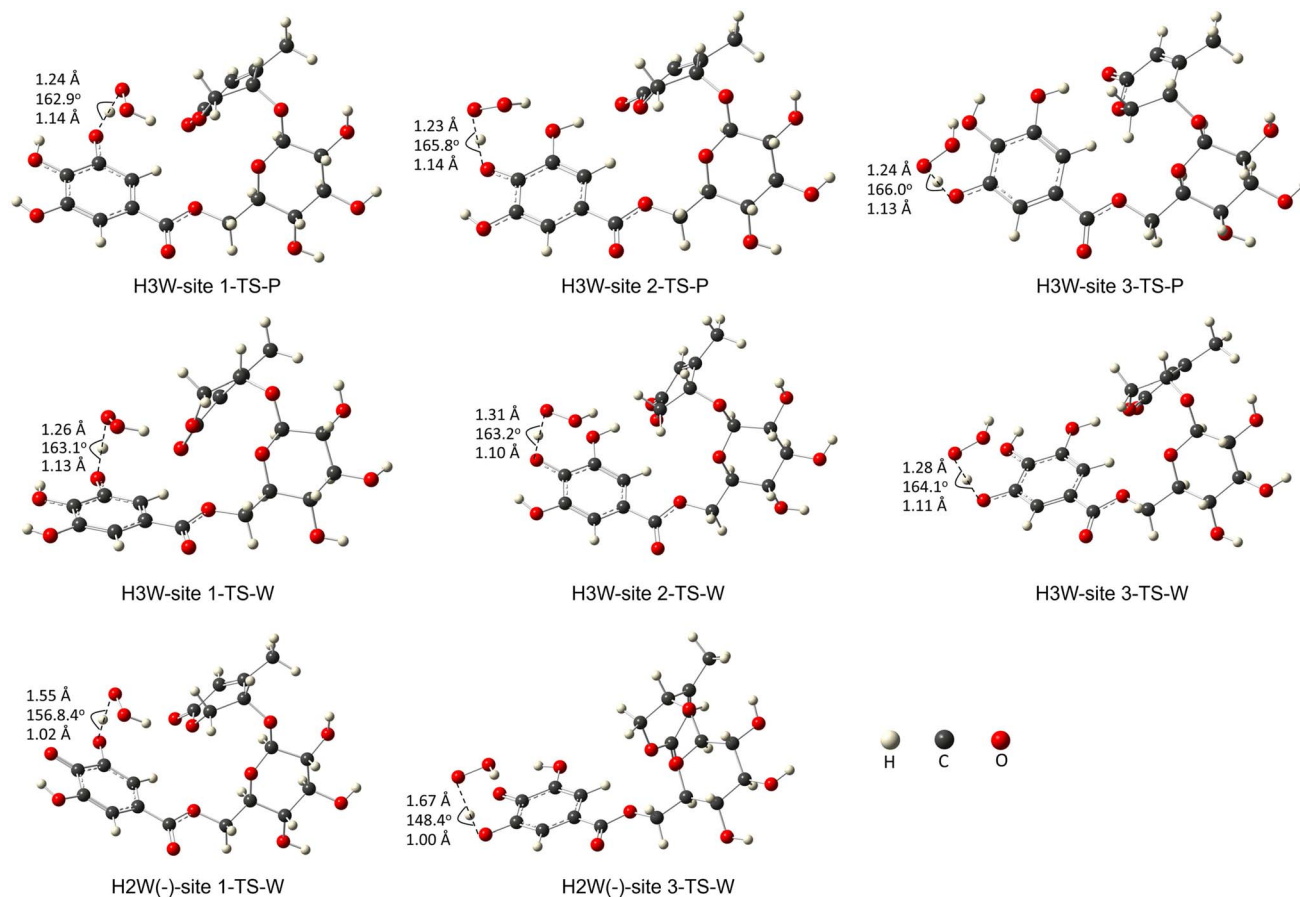 1.24 Å
162.9°
1.14 Å
H3W-site 1-TS-P
1.23 Å
165.8°
1.14 Å
H3W-site 2-TS-P
1.24 Å
166.0°
1.13 Å
H3W-site 3-TS-P
1.26 Å
163.1°
1.13 Å
H3W-site 1-TS-W
1.31 Å
163.2°
1.10 Å
H3W-site 2-TS-W
1.28 Å
164.1°
1.11 Å
H3W-site 3-TS-W
1.55 Å
156.8.4°
1.02 Å
H2W(-)-site 1-TS-W
1.67 Å
148.4°
1.00 Å
H2W(-)-site 3-TS-W
H C O